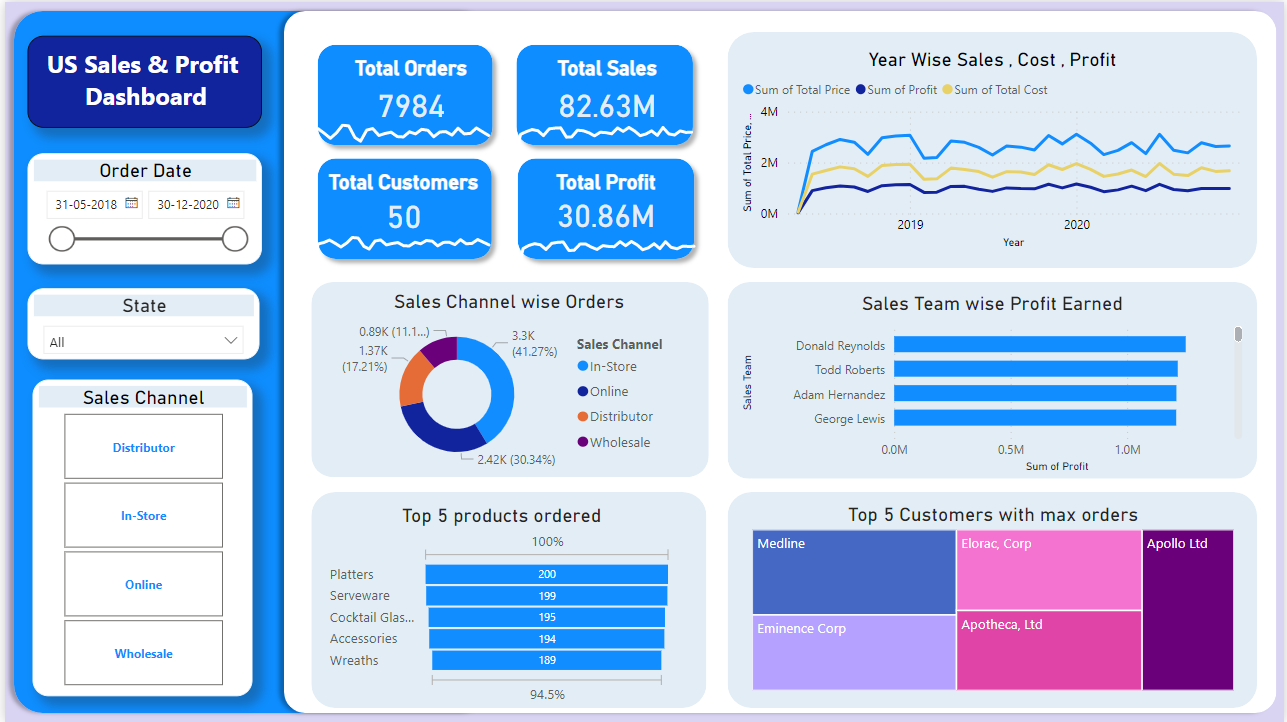 US Sales & Profit
Dashboard
Order Date
31-05-2018
30-12-2020
State
All
Sales Channel
Distributor
In-Store
Online
Wholesale
Total Orders
7984
Total Sales
82.63M
Total Customers
50
Total Profit
30.86M
Year Wise Sales , Cost , Profit
Sum of Total Price
Sum of Profit
Sum of Total Cost
Sum of Total Price, ...
4M
2M
0M
2019
2020
Year
Sales Channel wise Orders
0.89K (11.1...)
1.37K
(17.21%)
3.3K
(41.27%)
2.42K (30.34%)
Sales Channel
In-Store
Online
Distributor
Wholesale
Sales Team wise Profit Earned
Sales Team
Donald Reynolds
Todd Roberts
Adam Hernandez
George Lewis
0.0M
0.5M
1.0M
Sum of Profit
Top 5 products ordered
100%
Platters 200
Serveware 199
Cocktail Glas... 195
Accessories 194
Wreaths 189
94.5%
Top 5 Customers with max orders
Medline
Eminence Corp
Elorac, Corp
Apotheca, Ltd
Apollo Ltd